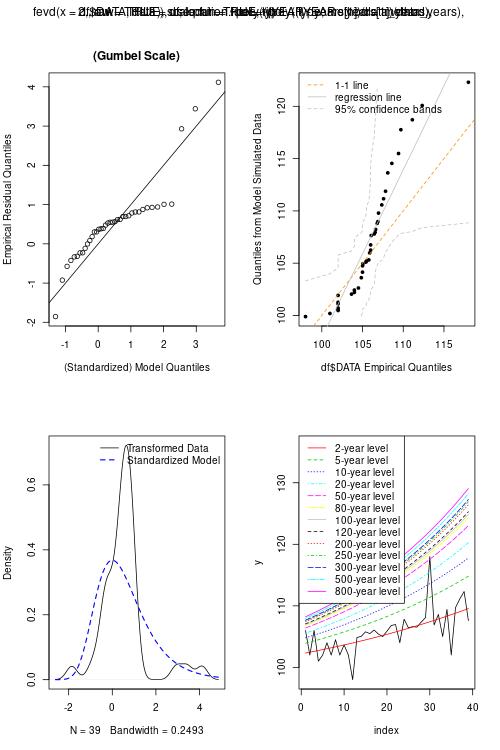 fevd(x =
(Gumbel Scale)
Empirical Residual Quantiles
-2 -1 0 1 2 3 4
-1 0 1 2 3
(Standardized) Model Quantiles
1-1 line
regression line
95% confidence bands
Quantiles from Model Simulated Data
100 105 110 115 120
100 105 110 115
df$DATA Empirical Quantiles
Transformed Data
Standardized Model
Density
0.0 0.2 0.4 0.6
-2 0 2 4
N = 39 Bandwidth = 0.2493
2-year level
5-year level
10-year level
20-year level
50-year level
80-year level
100-year level
120-year level
200-year level
250-year level
300-year level
500-year level
800-year level
y
100 110 120 130
0 10 20 30 40
index